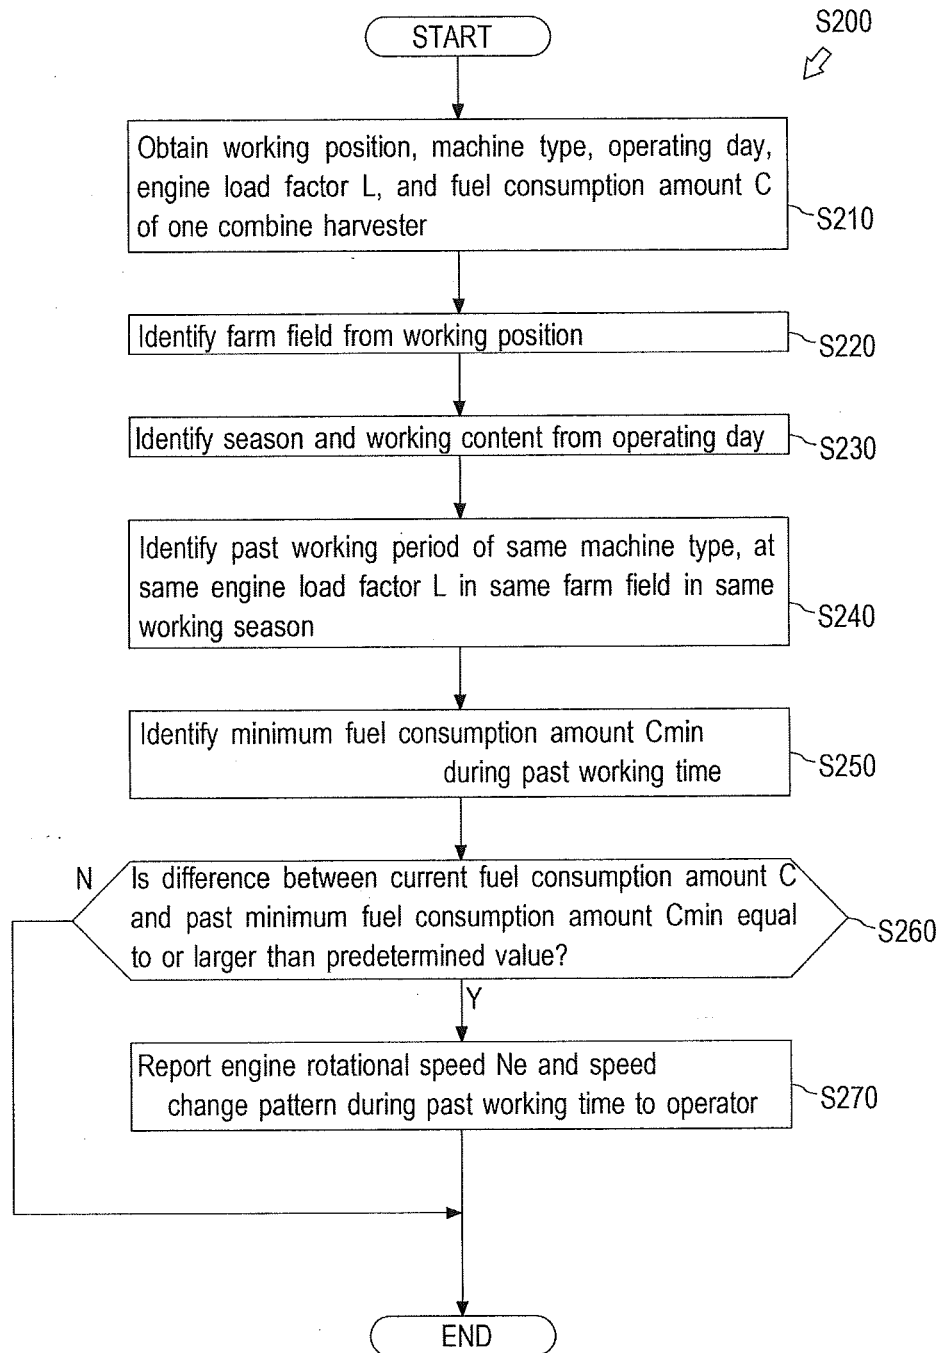 S200
START
Obtain working position, machine type, operating day,
engine load factor L, and fuel consumption amount C
of one combine harvester
S210
Identify farm field from working position
S220
Identify season and working content from operating day
S230
Identify past working period of same machine type, at
same engine load factor L in same farm field in same
working season
S240
Identify minimum fuel consumption amount Cmin
during past working time
S250
N
Is difference between current fuel consumption amount C
and past minimum fuel consumption amount Cmin equal
to or larger than predetermined value?
S260
Y
Report engine rotational speed Ne and speed
change pattern during past working time to operator
S270
END